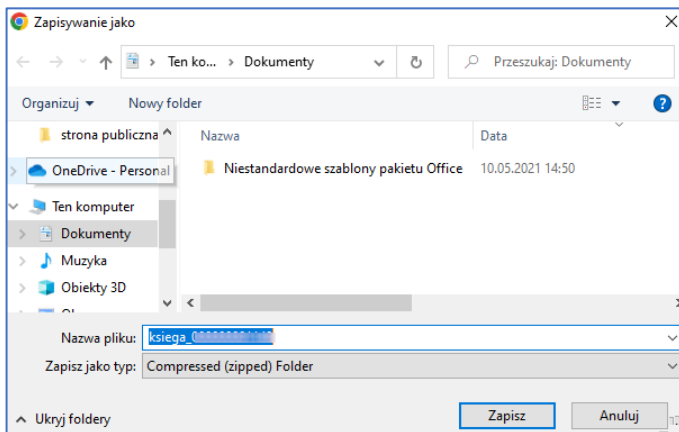 Zapisywanie jako
Ten ko... Dokumenty
Przeszukaj: Dokumenty
Organizuj
Nowy folder
strona publiczna
OneDrive - Personal
Ten komputer
Dokumenty
Muzyka
Obiekty 3D
Nazwa
Data
Niestandardowe szablony pakietu Office
10.05.2021 14:50
Nazwa pliku:
ksiega_
Zapisz jako typ:
Compressed (zipped) Folder
Ukryj foldery
Zapisz
Anuluj